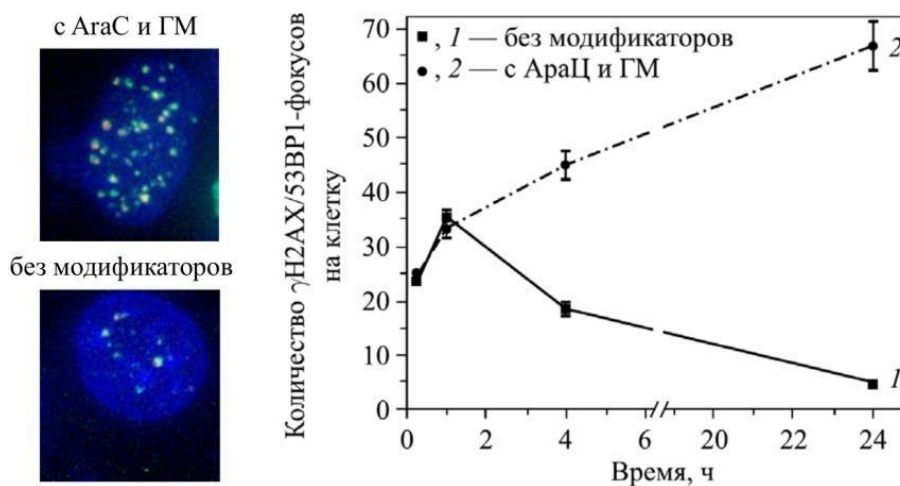 с AraC и ГМ
без модификаторов
Количество γH2AX/53BP1-фокусов
на клетку
70
60
50
40
30
20
10
0
■, 1 — без модификаторов
●, 2 — с АраЦ и ГМ
2
1
0 2 4 6 20 22 24
Время, ч